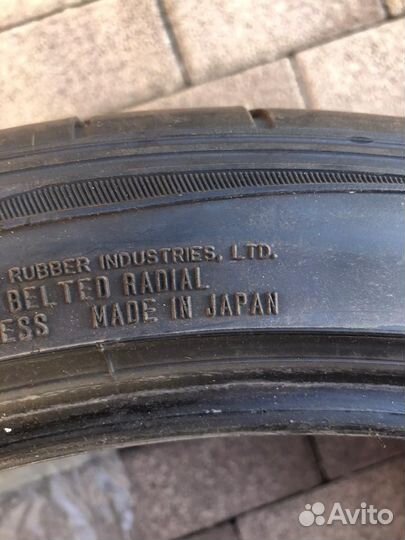 RUBBER INDUSTRIES, LTD.
BELTED RADIAL
ESS MADE IN JAPAN
Avito